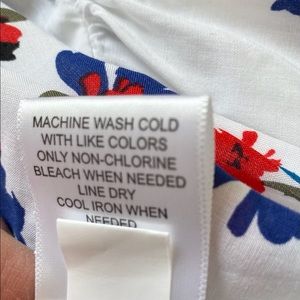 MACHINE WASH COLD
WITH LIKE COLORS
ONLY NON-CHLORINE
BLEACH WHEN NEEDED
LINE DRY
COOL IRON WHEN
NEEDED